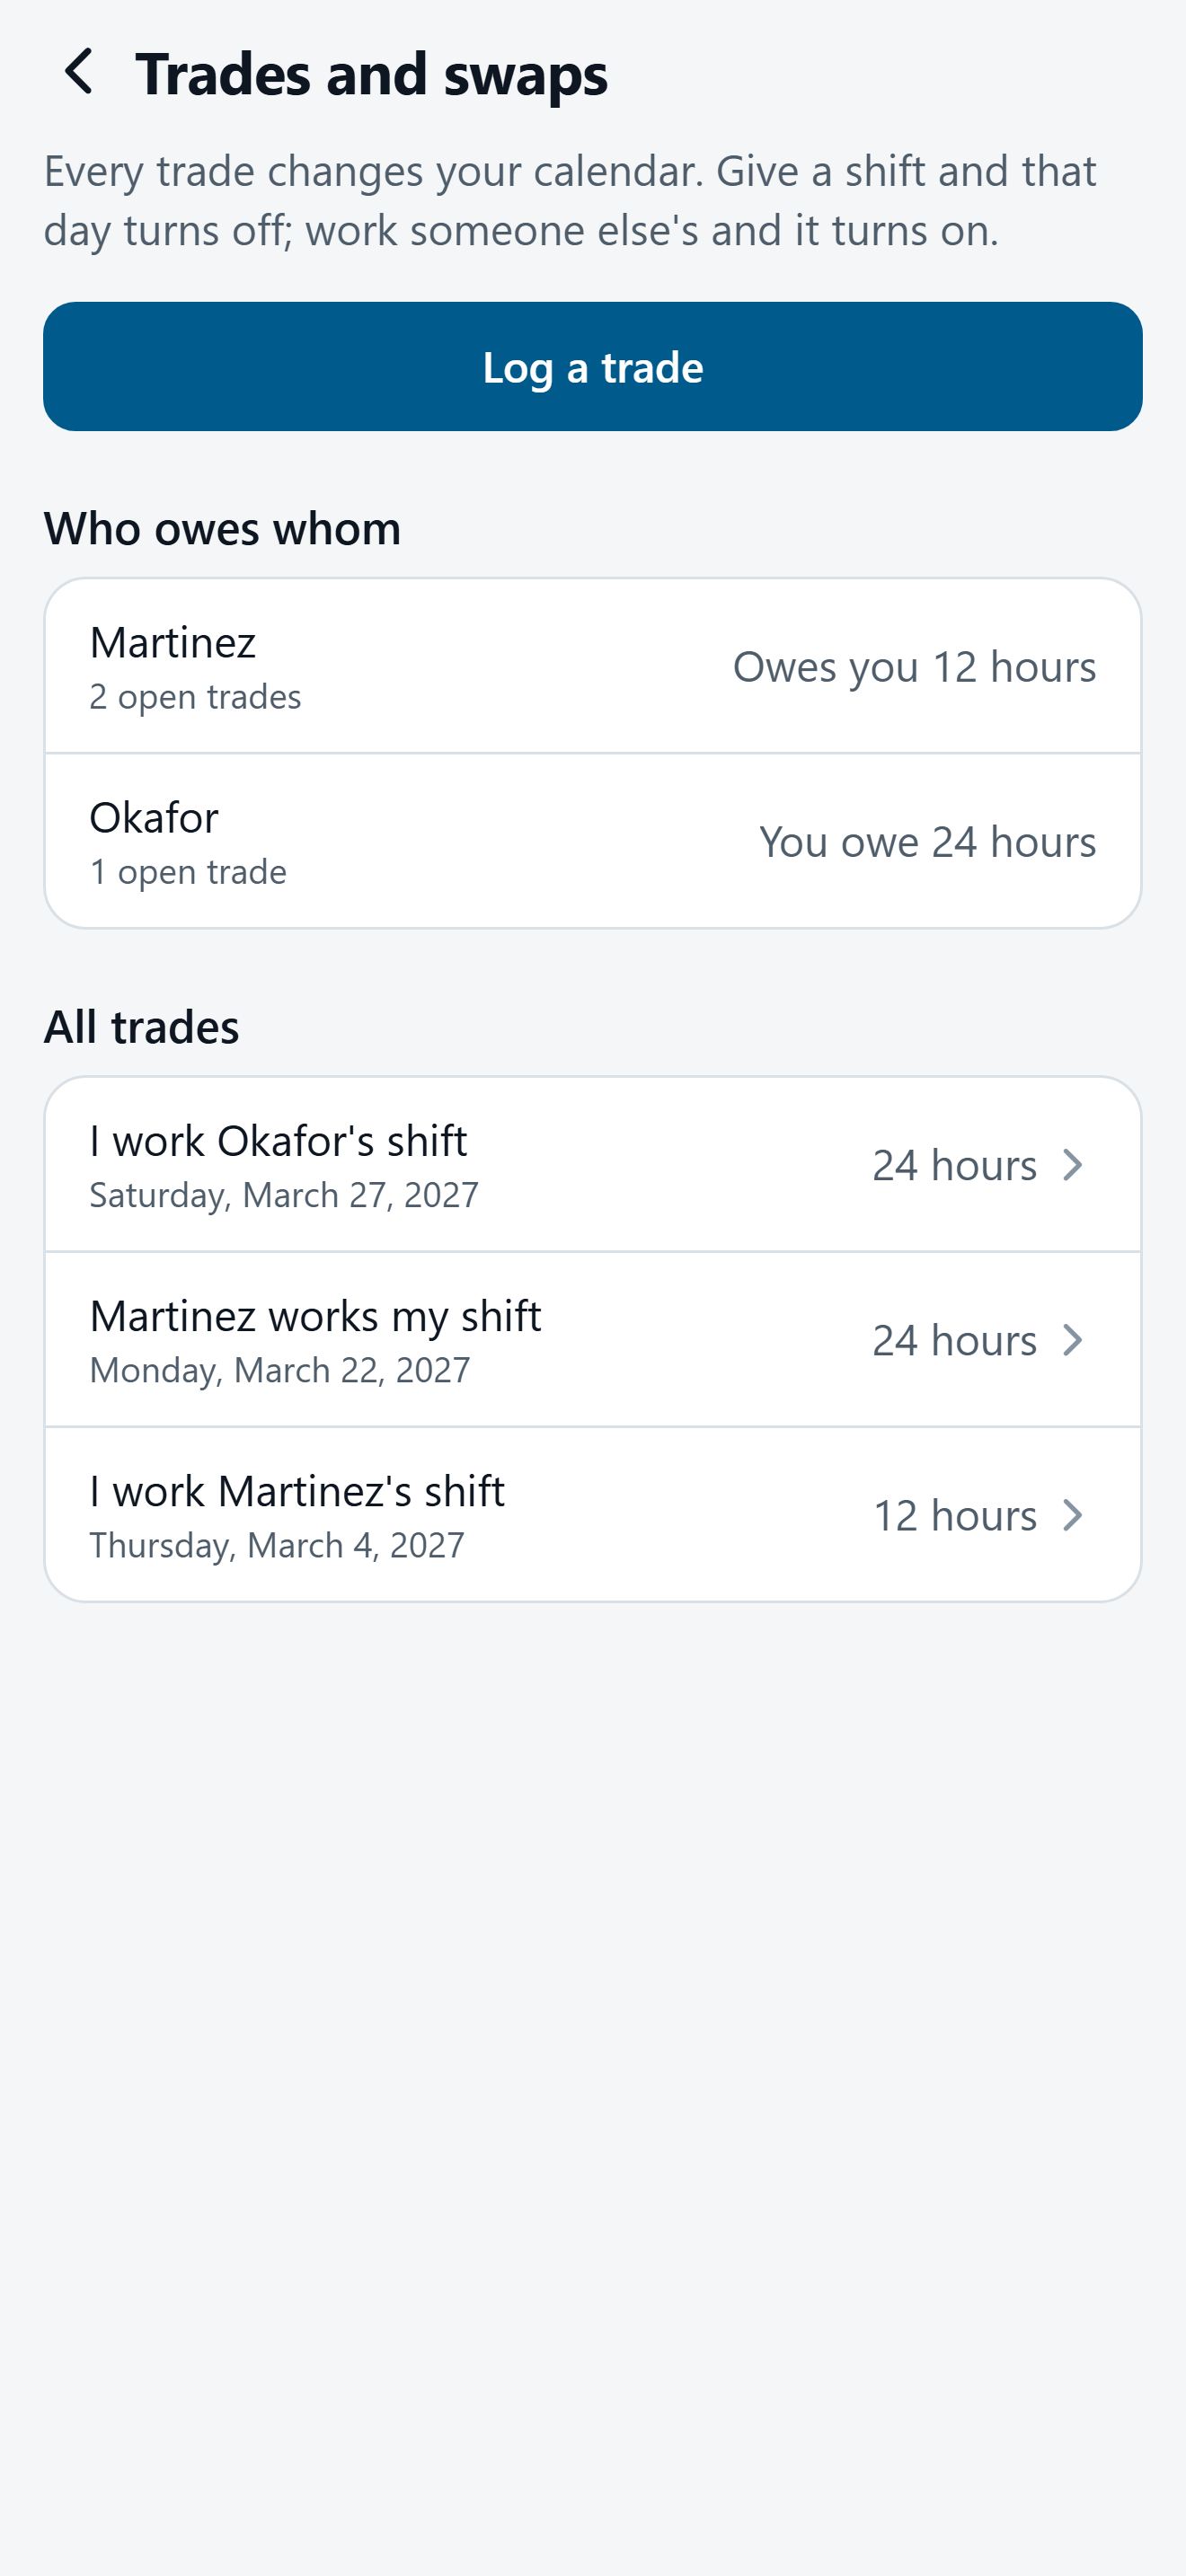 Trades and swaps
Every trade changes your calendar. Give a shift and that
day turns off; work someone else's and it turns on.
Log a trade
Who owes whom
Martinez
2 open trades
Owes you 12 hours
Okafor
1 open trade
You owe 24 hours
All trades
I work Okafor's shift
Saturday, March 27, 2027
24 hours
Martinez works my shift
Monday, March 22, 2027
24 hours
I work Martinez's shift
Thursday, March 4, 2027
12 hours